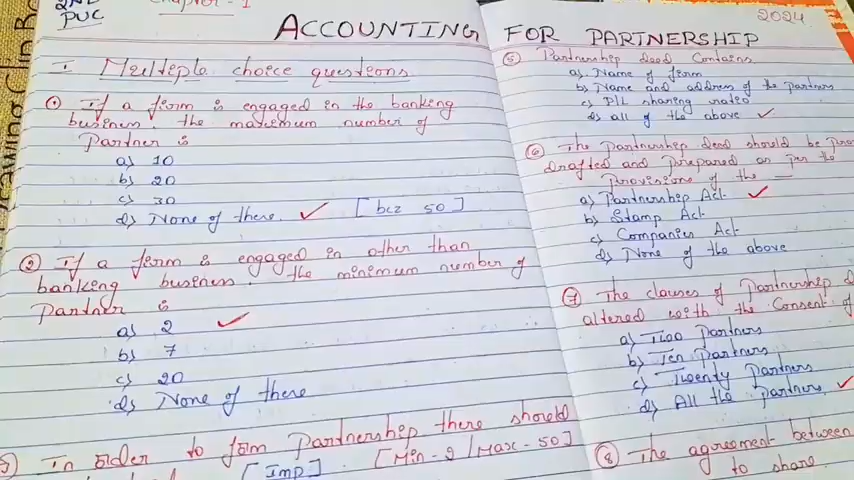 2ND
PUC
Chapter - 1
ACCOUNTING FOR PARTNERSHIP
2024
I Multiple choice questions
① If a firm is engaged in the banking
business. the maximum number of
Partner is
a) 10
b) 20
c) 30
d) None of there. ✓ [bcz 50]
② If a firm is engaged in other than
banking business. the minimum number of
Partner is
a) 2 ✓
b) 7
c) 20
d) None of there
In order to form Partnership there should
[Imp] [Min - 2 / Max - 50]
⑤ Partnership Deed Contains
a) Name of firm
b) Name and address of the partners
c) P/L sharing ratio
d) all of the above ✓
⑥ The Partnership Deed should be
drafted and Prepared as per the
Provisions of the —
a) Partnership Act ✓
b) Stamp Act
c) Companies Act
d) None of the above
⑦ The clauses of Partnership
altered with the Consent of
a) Two Partners
b) Ten Partners
c) Twenty Partners
d) All the Partners ✓
⑧ The agreement between
to share